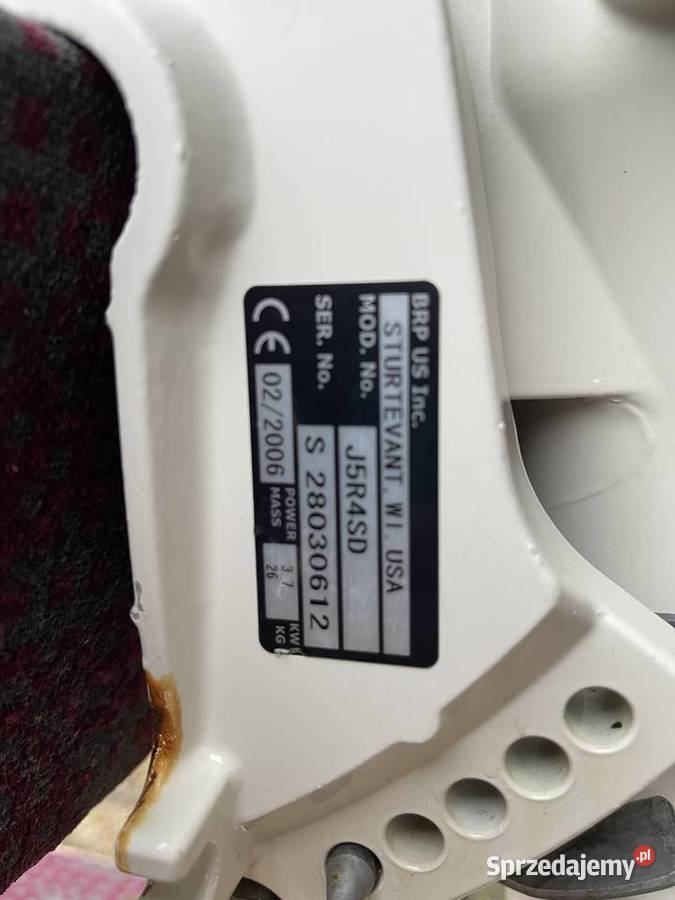 BRP US Inc.
STURTEVANT, WI. USA
MOD. No. J5R4SD
SER. No. S 28030612
CE 02/2006 POWER 3.7 KW
MASS 26 KG
Sprzedajemy.pl